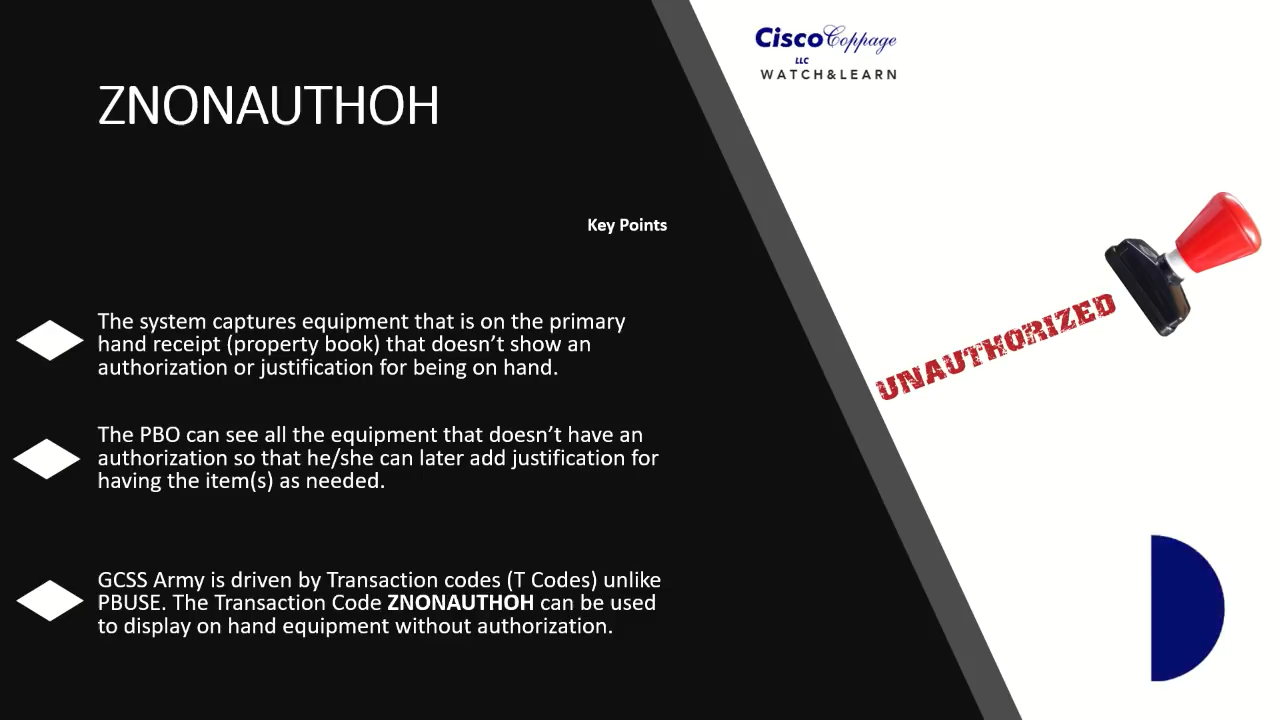 Cisco Coppage
LLC
WATCH&LEARN
ZNONAUTHOH
Key Points
The system captures equipment that is on the primary
hand receipt (property book) that doesn’t show an
authorization or justification for being on hand.
UNAUTHORIZED
The PBO can see all the equipment that doesn’t have an
authorization so that he/she can later add justification for
having the item(s) as needed.
GCSS Army is driven by Transaction codes (T Codes) unlike
PBUSE. The Transaction Code ZNONAUTHOH can be used
to display on hand equipment without authorization.